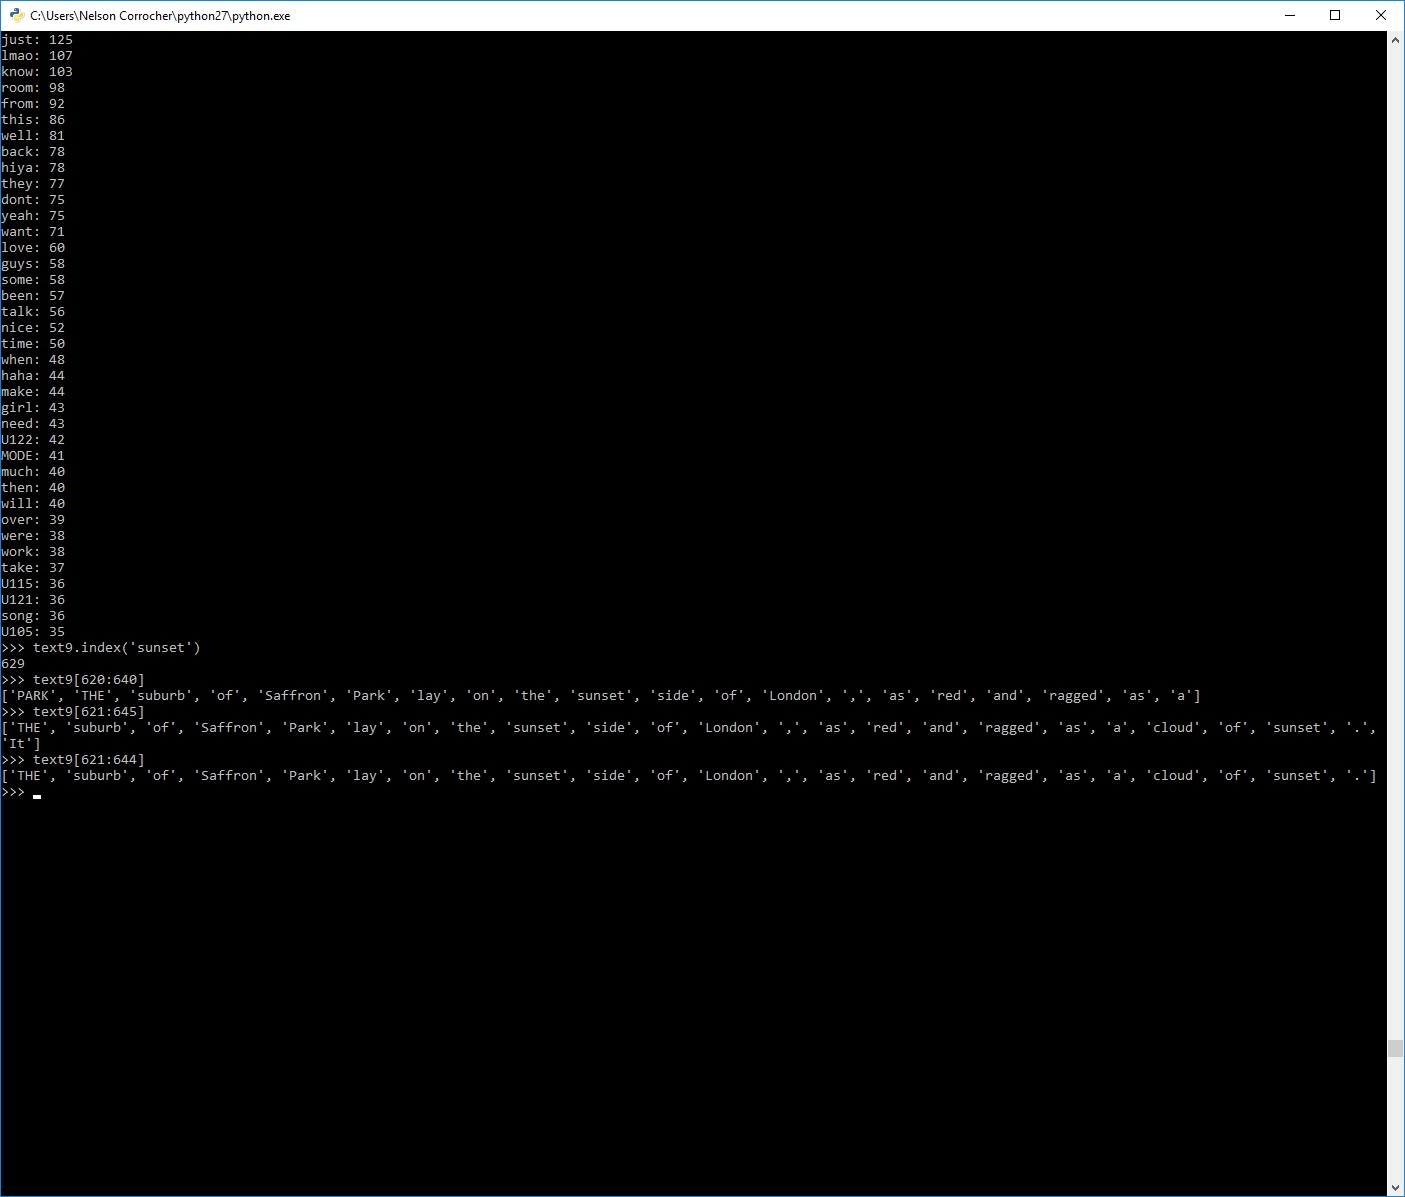 C:\Users\Nelson Corrocher\python27\python.exe
just: 125
lmao: 107
know: 103
room: 98
from: 92
this: 86
well: 81
back: 78
hiya: 78
they: 77
dont: 75
yeah: 75
want: 71
love: 60
guys: 58
some: 58
been: 57
talk: 56
nice: 52
time: 50
when: 48
haha: 44
make: 44
girl: 43
need: 43
U122: 42
MODE: 41
much: 40
then: 40
will: 40
over: 39
were: 38
work: 38
take: 37
U115: 36
U121: 36
song: 36
U105: 35
>>> text9.index('sunset')
629
>>> text9[620:640]
['PARK', 'THE', 'suburb', 'of', 'Saffron', 'Park', 'lay', 'on', 'the', 'sunset', 'side', 'of', 'London', ',', 'as', 'red', 'and', 'ragged', 'as', 'a']
>>> text9[621:645]
['THE', 'suburb', 'of', 'Saffron', 'Park', 'lay', 'on', 'the', 'sunset', 'side', 'of', 'London', ',', 'as', 'red', 'and', 'ragged', 'as', 'a', 'cloud', 'of', 'sunset', '.',
'It']
>>> text9[621:644]
['THE', 'suburb', 'of', 'Saffron', 'Park', 'lay', 'on', 'the', 'sunset', 'side', 'of', 'London', ',', 'as', 'red', 'and', 'ragged', 'as', 'a', 'cloud', 'of', 'sunset', '.']
>>>